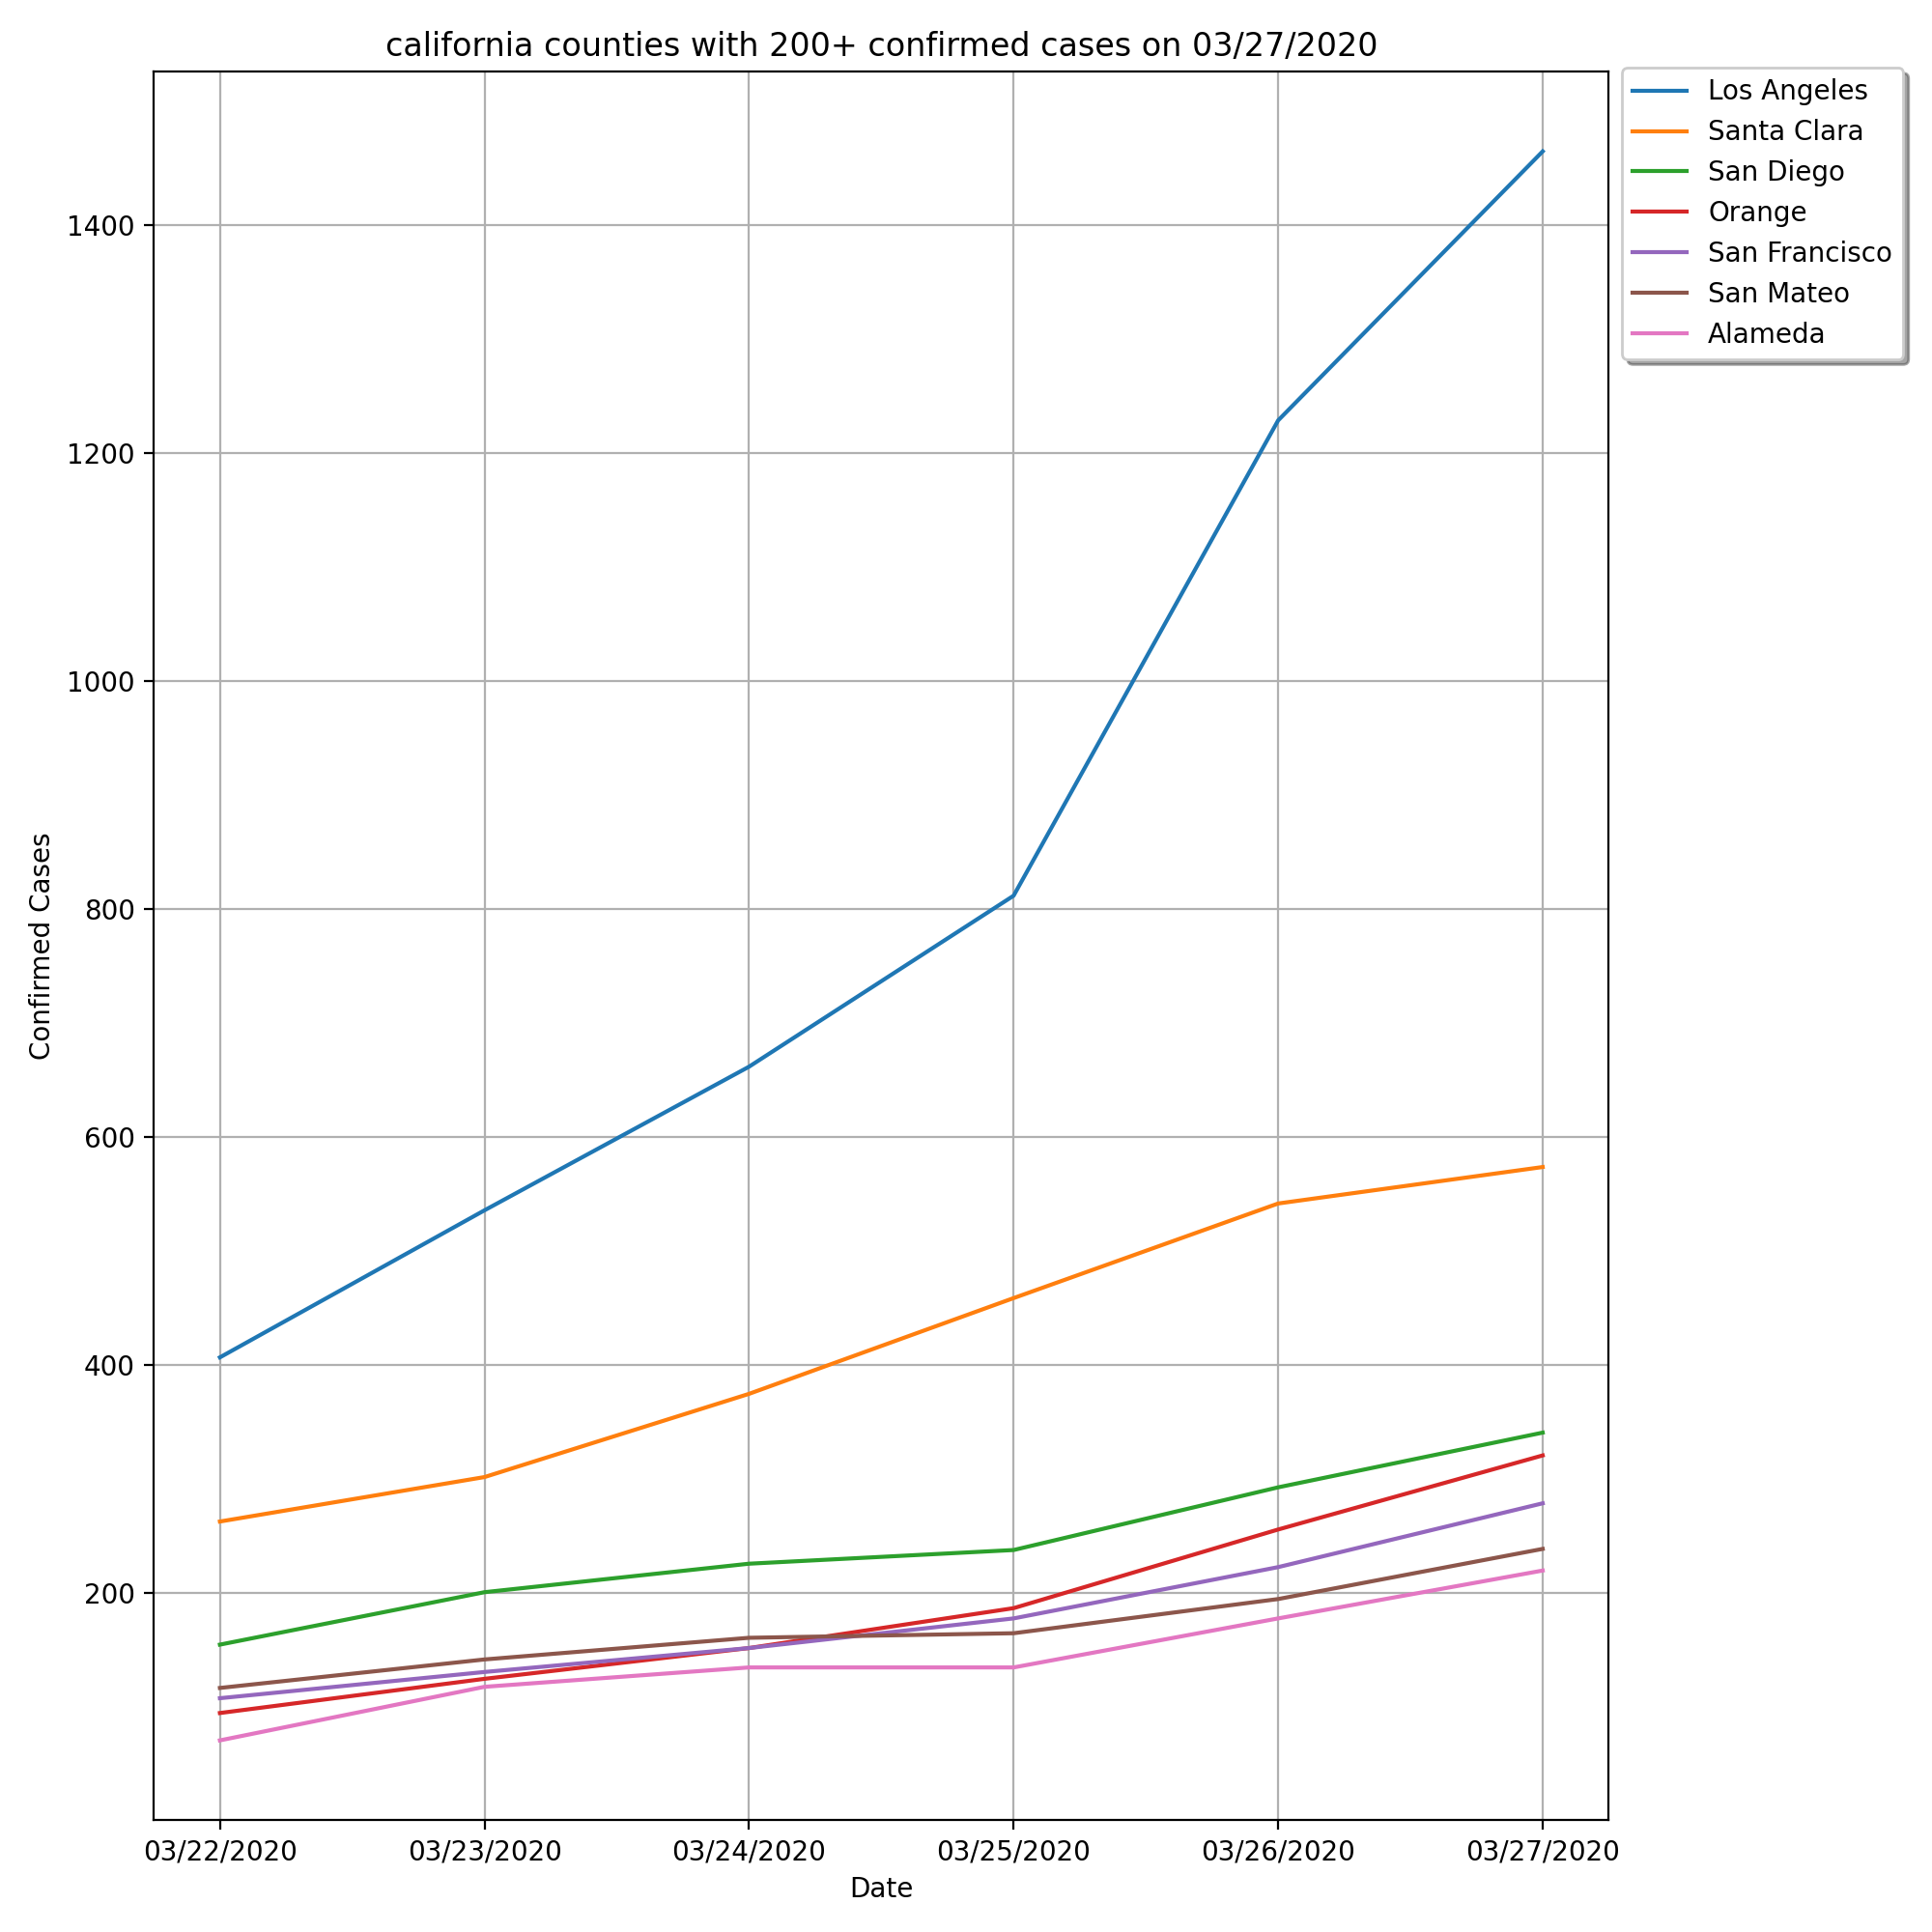 california counties with 200+ confirmed cases on 03/27/2020
Los Angeles
Santa Clara
San Diego
Orange
San Francisco
San Mateo
Alameda
1400
1200
1000
800
600
400
200
Confirmed Cases
03/22/2020 03/23/2020 03/24/2020 03/25/2020 03/26/2020 03/27/2020
Date